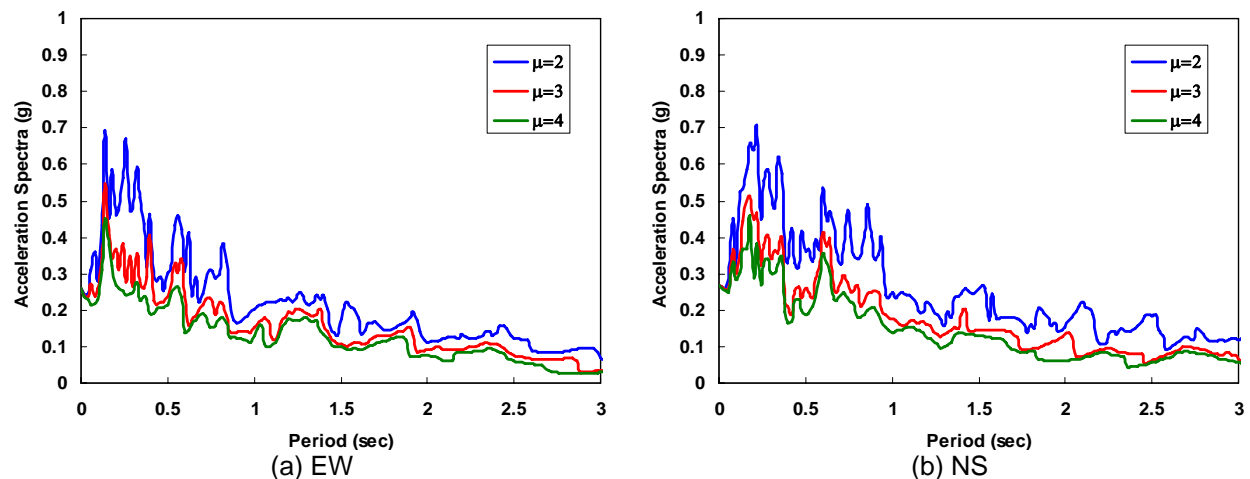 1
0.9
0.8
0.7
0.6
0.5
0.4
0.3
0.2
0.1
0
Acceleration Spectra (g)
μ=2
μ=3
μ=4
0 0.5 1 1.5 2 2.5 3
Period (sec)
(a) EW
1
0.9
0.8
0.7
0.6
0.5
0.4
0.3
0.2
0.1
0
Acceleration Spectra (g)
μ=2
μ=3
μ=4
0 0.5 1 1.5 2 2.5 3
Period (sec)
(b) NS